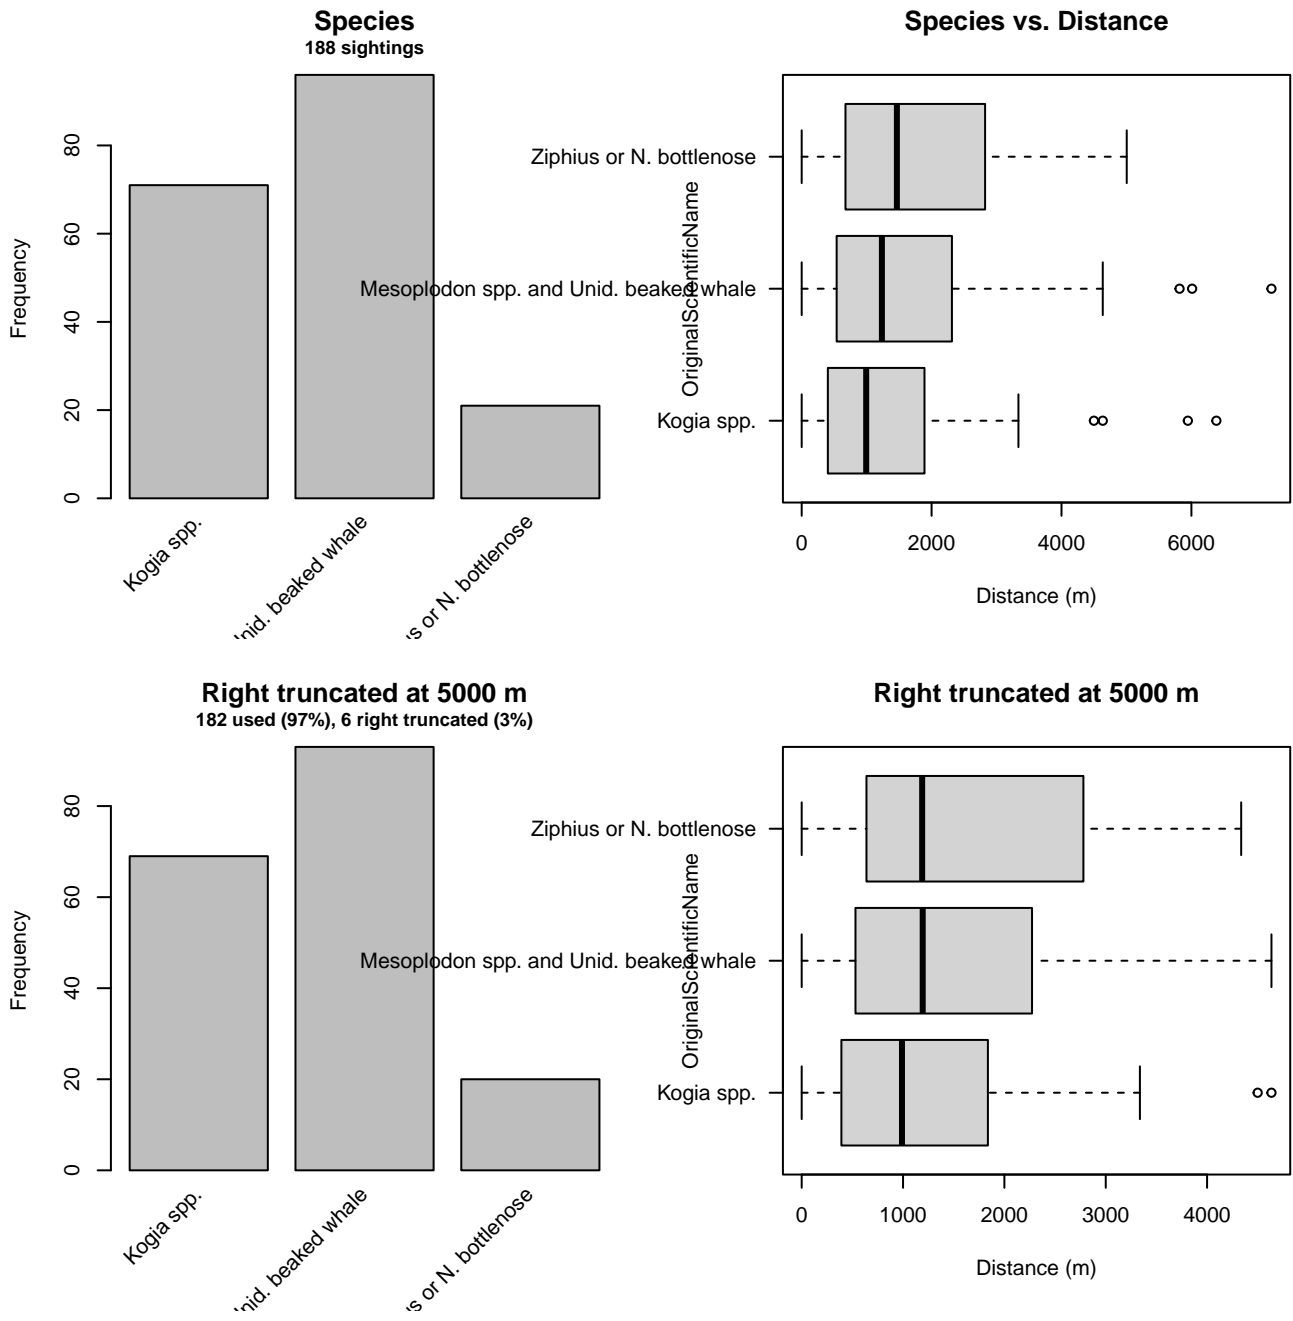 Species
188 sightings
Frequency
0
20
40
60
80
Kogia spp.
Unid. beaked whale
us or N. bottlenose
Species vs. Distance
OriginalScientificName
Ziphius or N. bottlenose
Mesoplodon spp. and Unid. beaked whale
Kogia spp.
0 2000 4000 6000
Distance (m)
Right truncated at 5000 m
182 used (97%), 6 right truncated (3%)
Frequency
0
20
40
60
80
Kogia spp.
Unid. beaked whale
us or N. bottlenose
Right truncated at 5000 m
OriginalScientificName
Ziphius or N. bottlenose
Mesoplodon spp. and Unid. beaked whale
Kogia spp.
0 1000 2000 3000 4000
Distance (m)